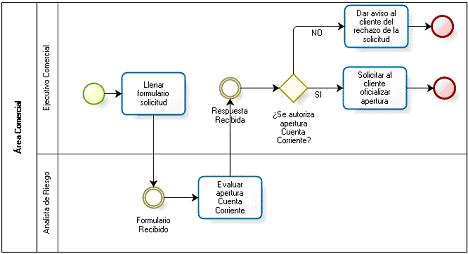 Área Comercial
Ejecutivo Comercial
Llenar
formulario
solicitud
Respuesta
Recibida
¿Se autoriza
apertura
Cuenta
Corriente?
NO
Dar aviso al
cliente del
rechazo de la
solicitud
SI
Solicitar al
cliente
oficializar
apertura
Analista de Riesgo
Formulario
Recibido
Evaluar
apertura
Cuenta
Corriente